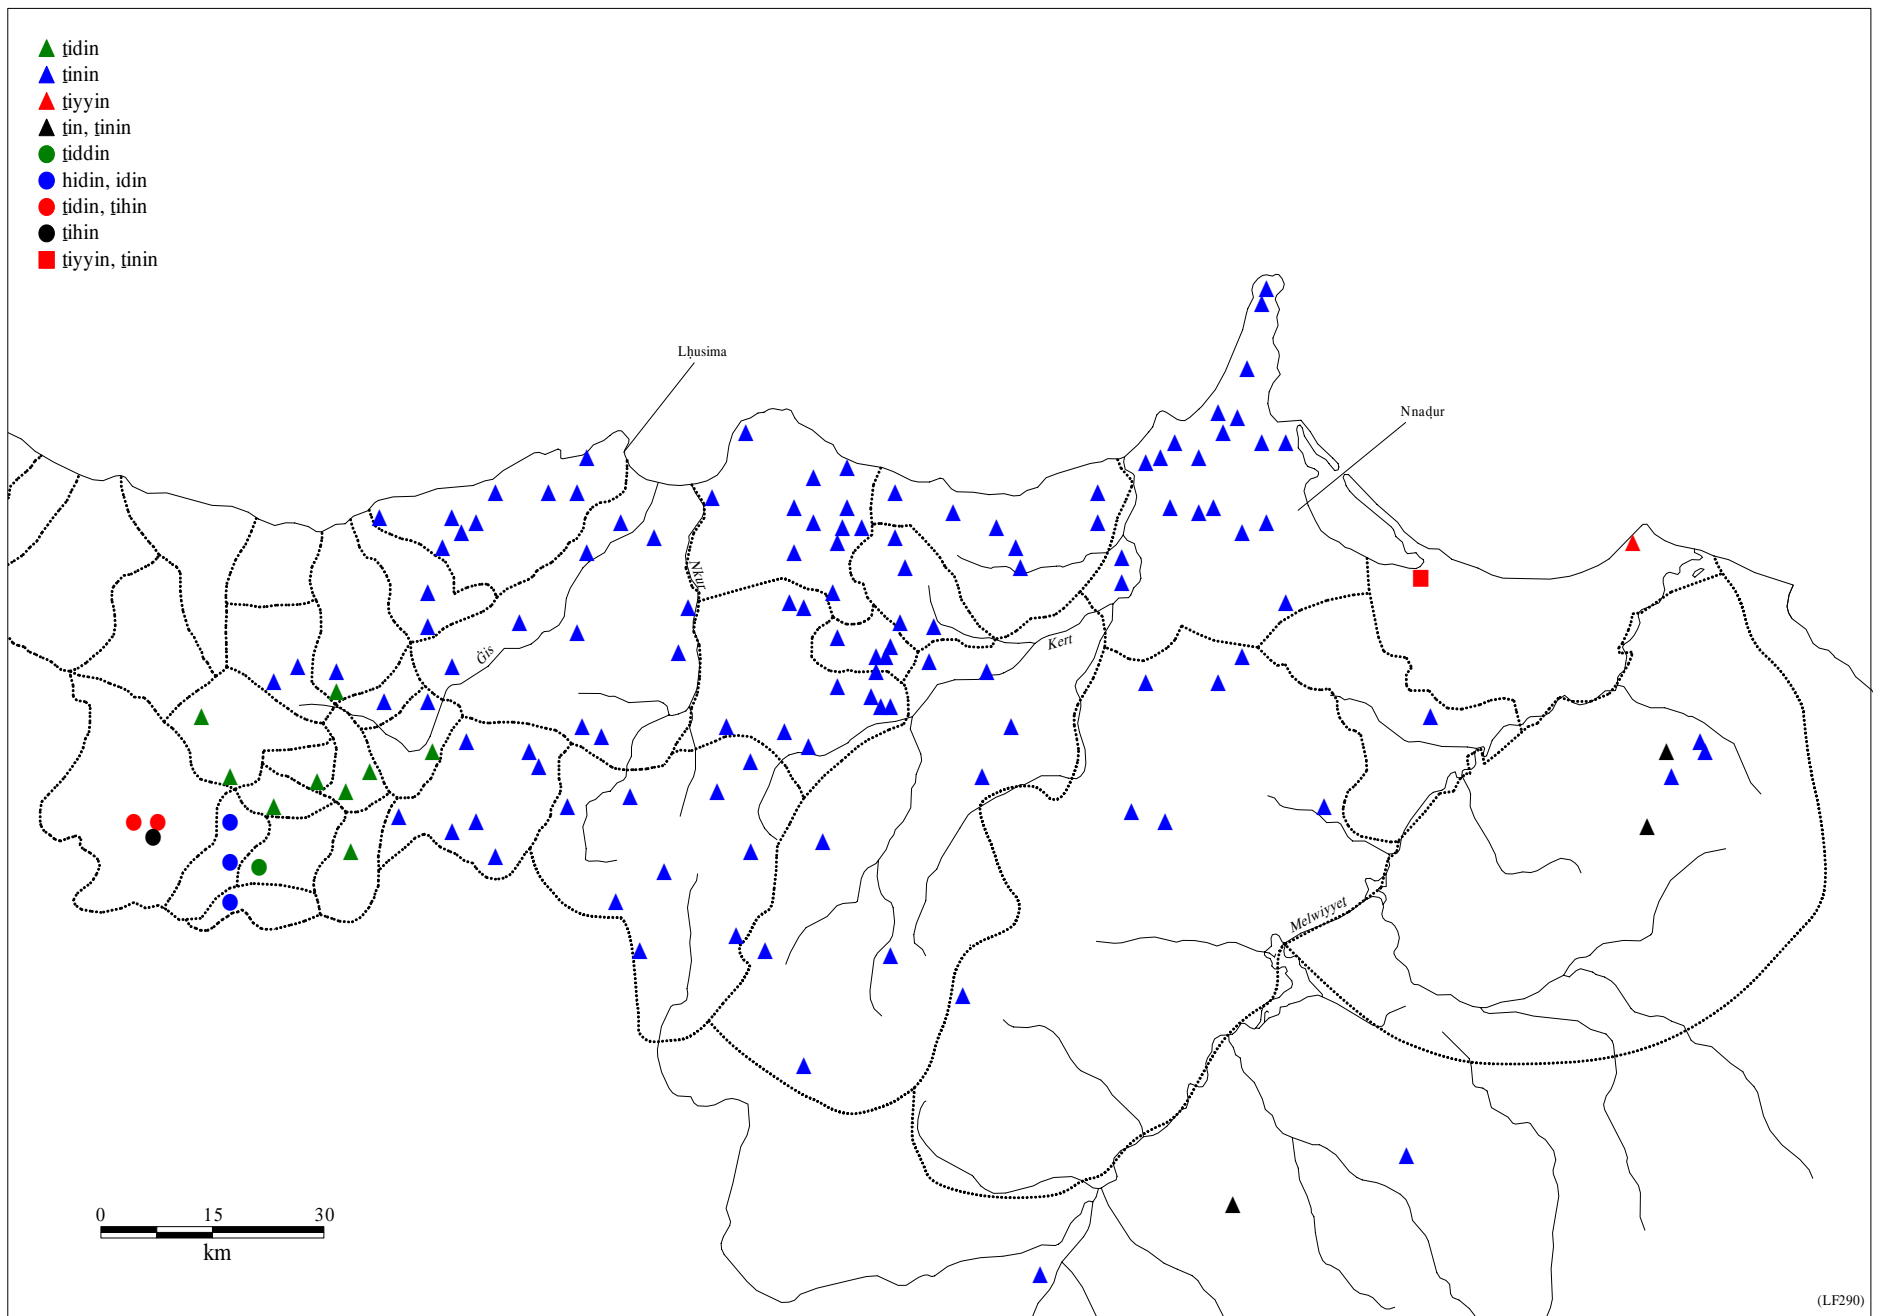 ṯidin
ṯinin
ṯiyyin
ṯin, ṯinin
ṯiddin
hidin, idin
ṯidin, ṯihin
ṯihin
ṯiyyin, ṯinin
Lḥusima
Nnaḍur
Nkur
Ğis
Kert
Melwiyyet
0 15 30
km
(LF290)